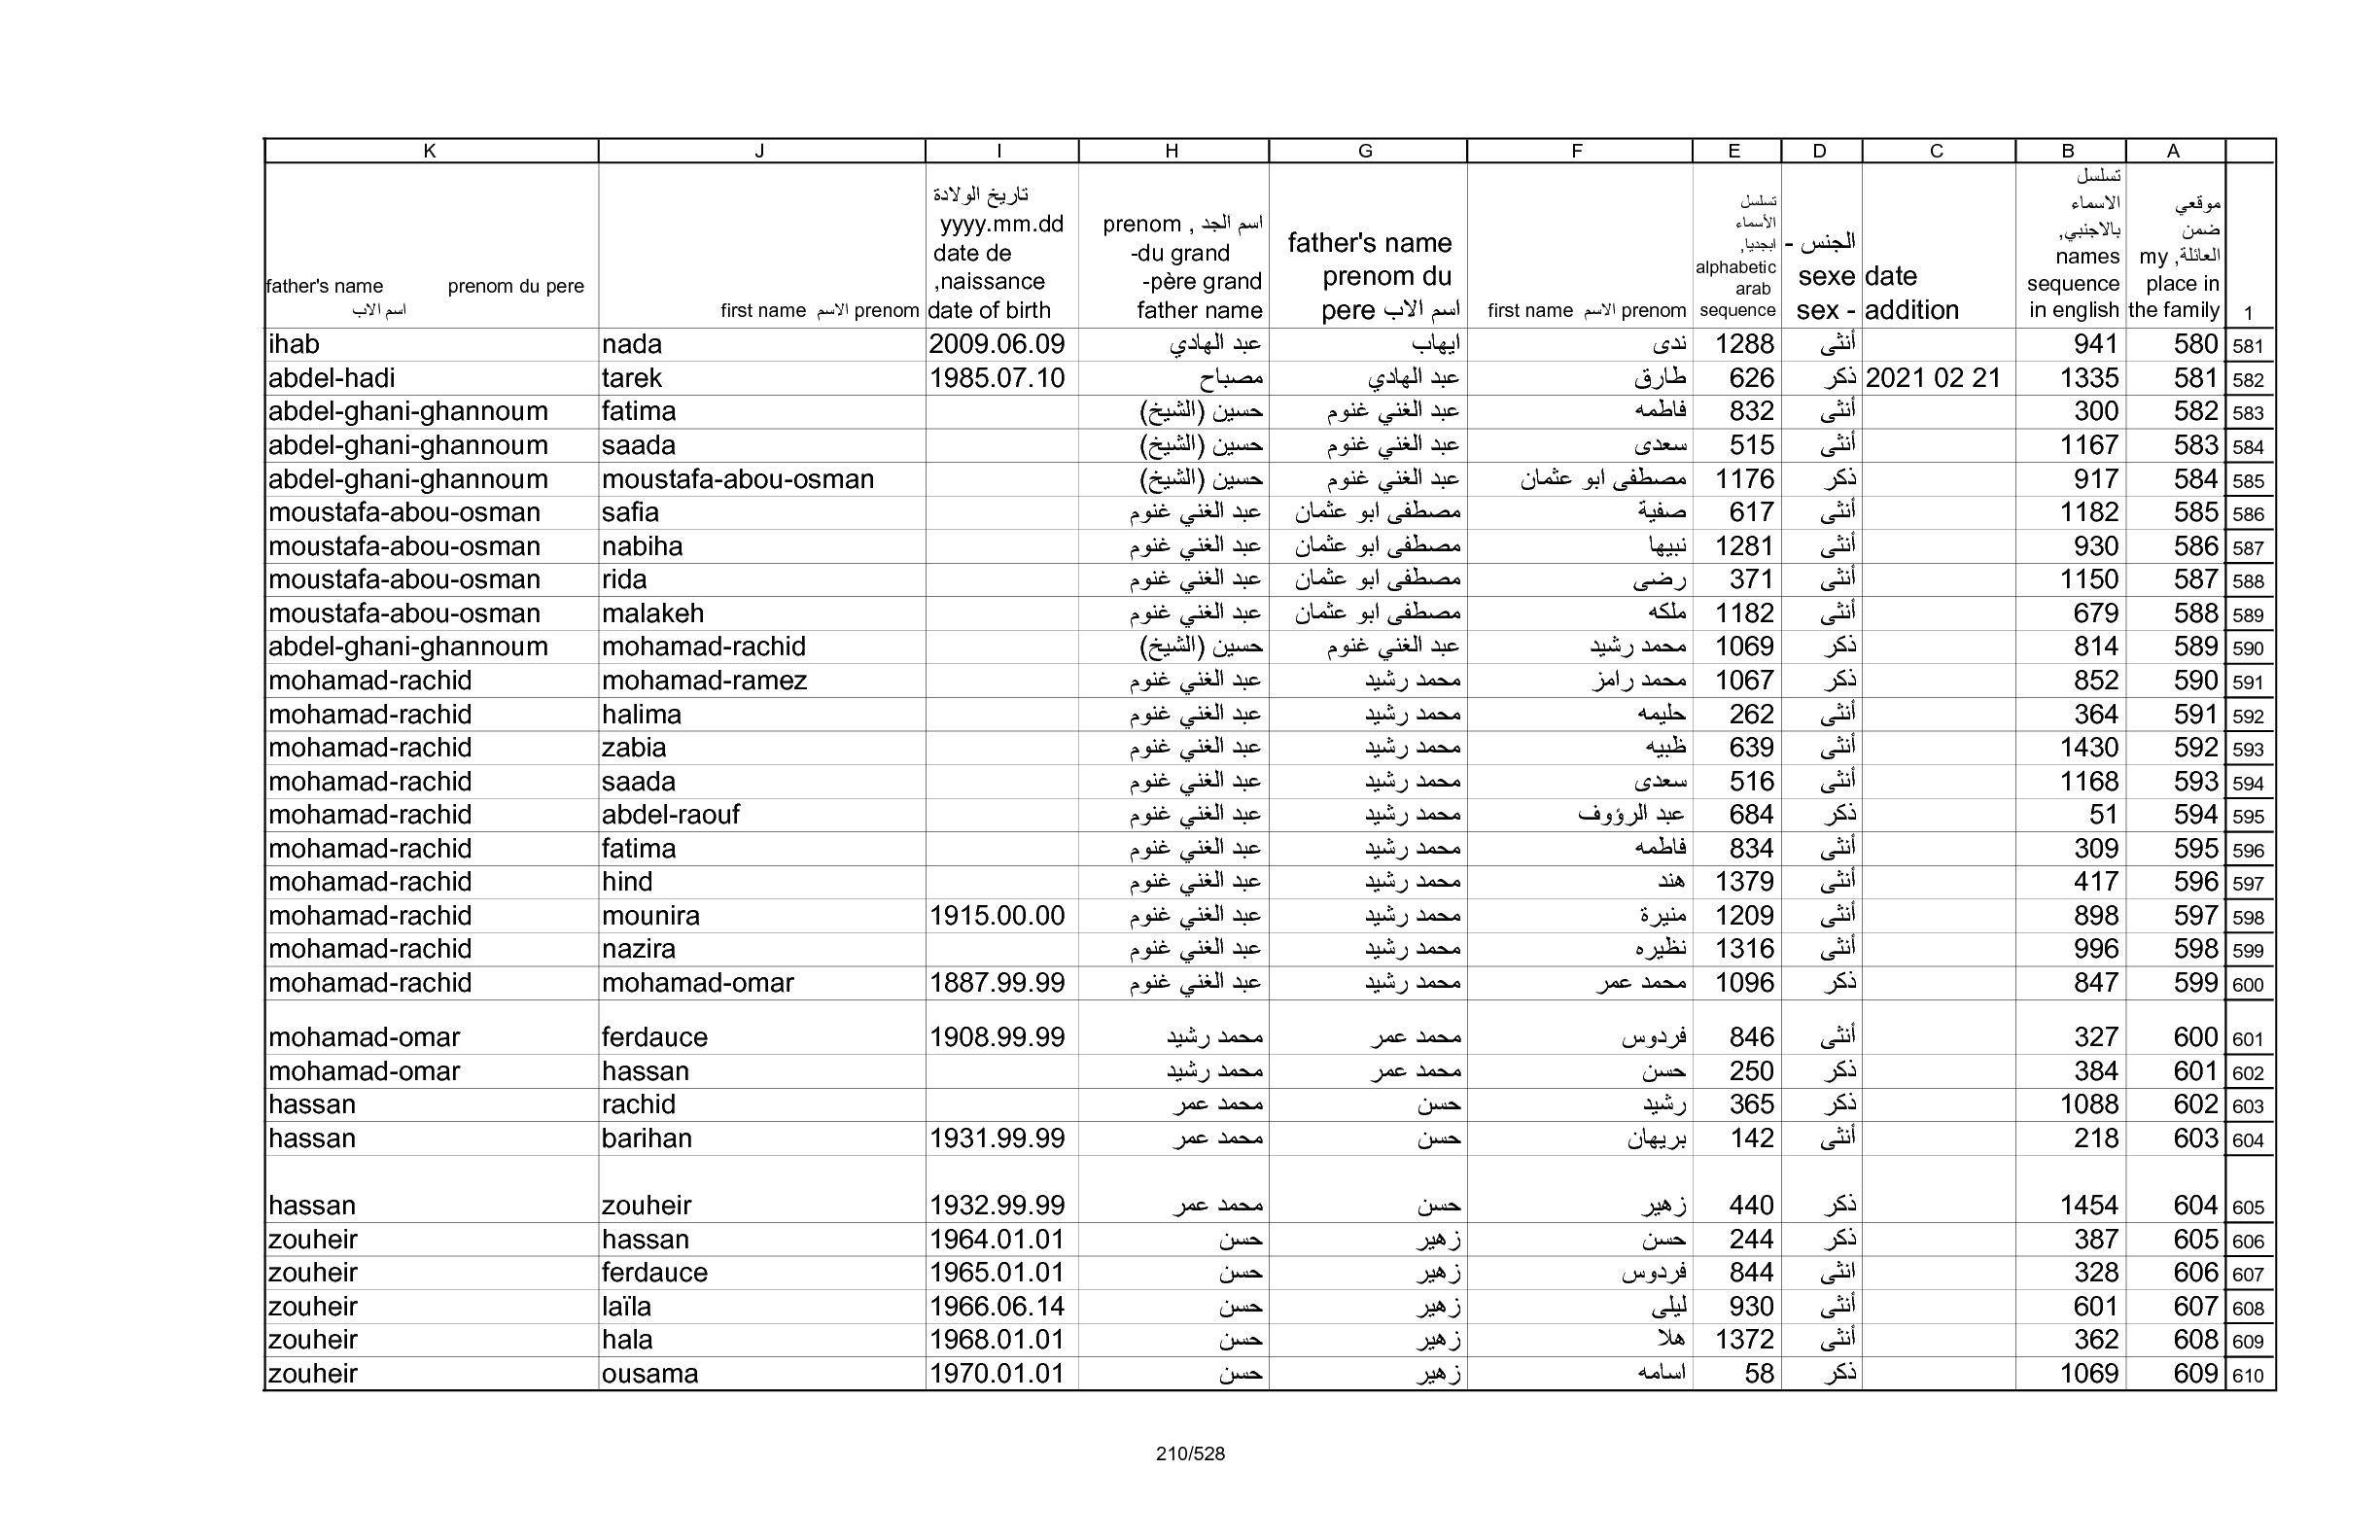 K J I H G F E D C B A
father's name prenom du pere اسم الاب
first name الاسم prenom
تاريخ الولادة yyyy.mm.dd date de ,naissance date of birth
prenom , اسم الجد -du grand -père grand father name
father's name prenom du pere اسم الاب
first name الاسم prenom
تسلسل الأسماء ابجديا, alphabetic arab sequence
الجنس - sexe sex -
date addition
تسلسل الاسماء بالاجنبي, names sequence in english
موقعي ضمن العائلة, my place in the family
1
ihab nada 2009.06.09 عبد الهادي ايهاب ندى 1288 أنثى 941 580 581
abdel-hadi tarek 1985.07.10 مصباح عبد الهادي طارق 626 ذكر 2021 02 21 1335 581 582
abdel-ghani-ghannoum fatima حسين (الشيخ) عبد الغني غنوم فاطمه 832 أنثى 300 582 583
abdel-ghani-ghannoum saada حسين (الشيخ) عبد الغني غنوم سعدى 515 أنثى 1167 583 584
abdel-ghani-ghannoum moustafa-abou-osman حسين (الشيخ) عبد الغني غنوم مصطفى ابو عثمان 1176 ذكر 917 584 585
moustafa-abou-osman safia عبد الغني غنوم مصطفى ابو عثمان صفية 617 أنثى 1182 585 586
moustafa-abou-osman nabiha عبد الغني غنوم مصطفى ابو عثمان نبيها 1281 أنثى 930 586 587
moustafa-abou-osman rida عبد الغني غنوم مصطفى ابو عثمان رضى 371 أنثى 1150 587 588
moustafa-abou-osman malakeh عبد الغني غنوم مصطفى ابو عثمان ملكه 1182 أنثى 679 588 589
abdel-ghani-ghannoum mohamad-rachid حسين (الشيخ) عبد الغني غنوم محمد رشيد 1069 ذكر 814 589 590
mohamad-rachid mohamad-ramez عبد الغني غنوم محمد رشيد محمد رامز 1067 ذكر 852 590 591
mohamad-rachid halima عبد الغني غنوم محمد رشيد حليمه 262 أنثى 364 591 592
mohamad-rachid zabia عبد الغني غنوم محمد رشيد ظبيه 639 أنثى 1430 592 593
mohamad-rachid saada عبد الغني غنوم محمد رشيد سعدى 516 أنثى 1168 593 594
mohamad-rachid abdel-raouf عبد الغني غنوم محمد رشيد عبد الرؤوف 684 ذكر 51 594 595
mohamad-rachid fatima عبد الغني غنوم محمد رشيد فاطمه 834 أنثى 309 595 596
mohamad-rachid hind عبد الغني غنوم محمد رشيد هند 1379 أنثى 417 596 597
mohamad-rachid mounira 1915.00.00 عبد الغني غنوم محمد رشيد منيرة 1209 أنثى 898 597 598
mohamad-rachid nazira عبد الغني غنوم محمد رشيد نظيره 1316 أنثى 996 598 599
mohamad-rachid mohamad-omar 1887.99.99 عبد الغني غنوم محمد رشيد محمد عمر 1096 ذكر 847 599 600
mohamad-omar ferdauce 1908.99.99 محمد رشيد محمد عمر فردوس 846 أنثى 327 600 601
mohamad-omar hassan محمد رشيد محمد عمر حسن 250 ذكر 384 601 602
hassan rachid محمد عمر حسن رشيد 365 ذكر 1088 602 603
hassan barihan 1931.99.99 محمد عمر حسن بريهان 142 أنثى 218 603 604
hassan zouheir 1932.99.99 محمد عمر حسن زهير 440 ذكر 1454 604 605
zouheir hassan 1964.01.01 حسن زهير حسن 244 ذكر 387 605 606
zouheir ferdauce 1965.01.01 حسن زهير فردوس 844 انثى 328 606 607
zouheir laïla 1966.06.14 حسن زهير ليلى 930 أنثى 601 607 608
zouheir hala 1968.01.01 حسن زهير هلا 1372 أنثى 362 608 609
zouheir ousama 1970.01.01 حسن زهير اسامه 58 ذكر 1069 609 610
210/528